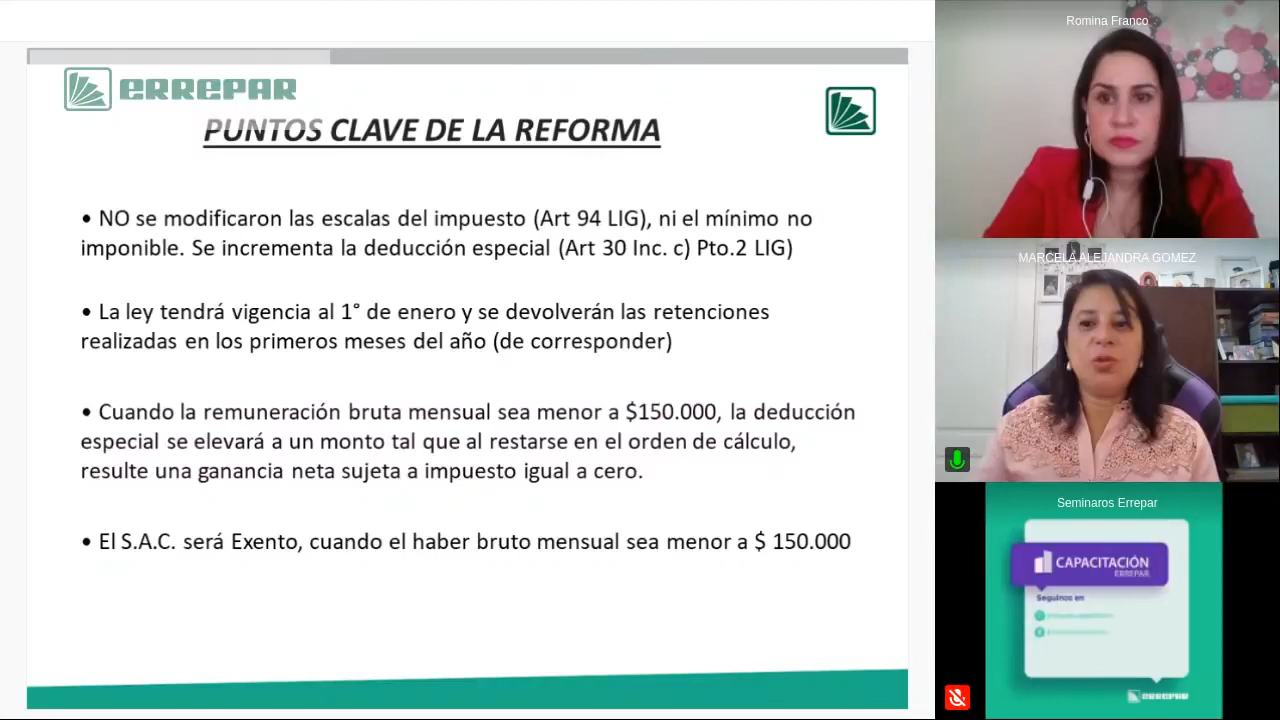 ERREPAR
PUNTOS CLAVE DE LA REFORMA
• NO se modificaron las escalas del impuesto (Art 94 LIG), ni el mínimo no
imponible. Se incrementa la deducción especial (Art 30 Inc. c) Pto.2 LIG)
• La ley tendrá vigencia al 1° de enero y se devolverán las retenciones
realizadas en los primeros meses del año (de corresponder)
• Cuando la remuneración bruta mensual sea menor a $150.000, la deducción
especial se elevará a un monto tal que al restarse en el orden de cálculo,
resulte una ganancia neta sujeta a impuesto igual a cero.
• El S.A.C. será Exento, cuando el haber bruto mensual sea menor a $ 150.000
Romina Franco
MARCELA ALEJANDRA GOMEZ
Seminaros Errepar
CAPACITACIÓN
ERREPAR
Seguinos en
ERREPAR